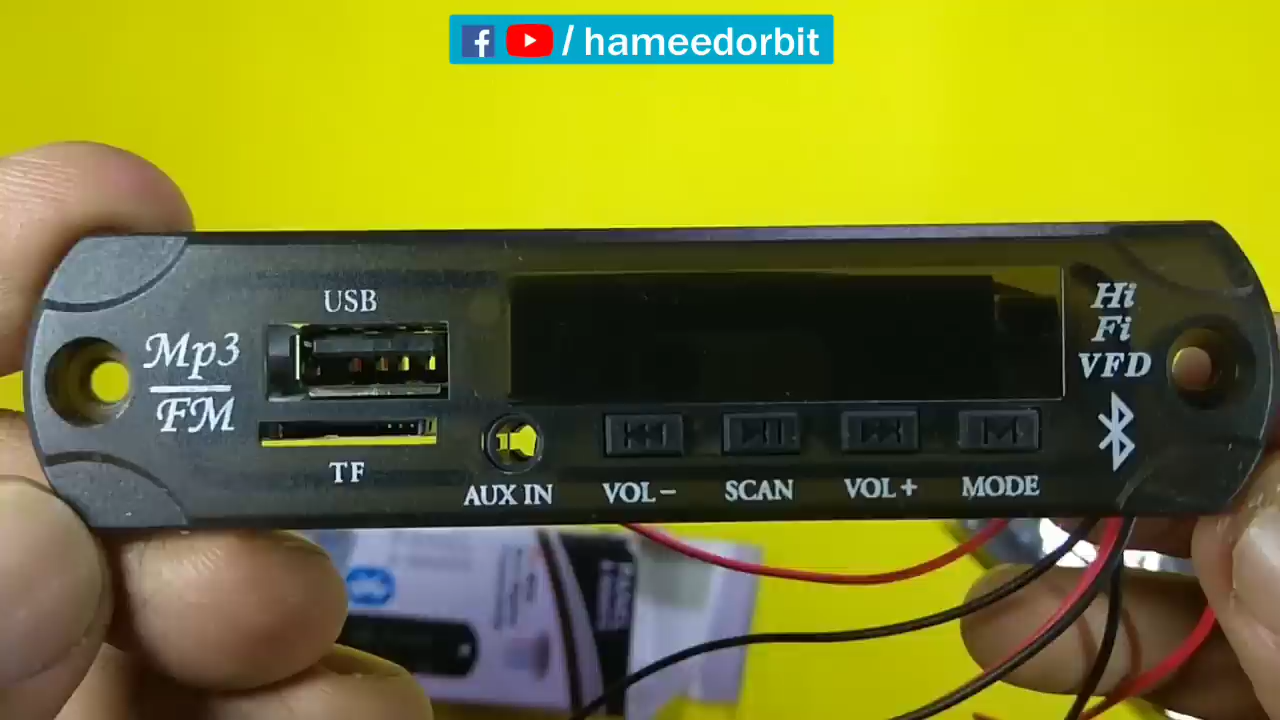 / hameedorbit
USB
Mp3
FM
TF
AUX IN
VOL -
SCAN
VOL +
MODE
M
Hi
Fi
VFD